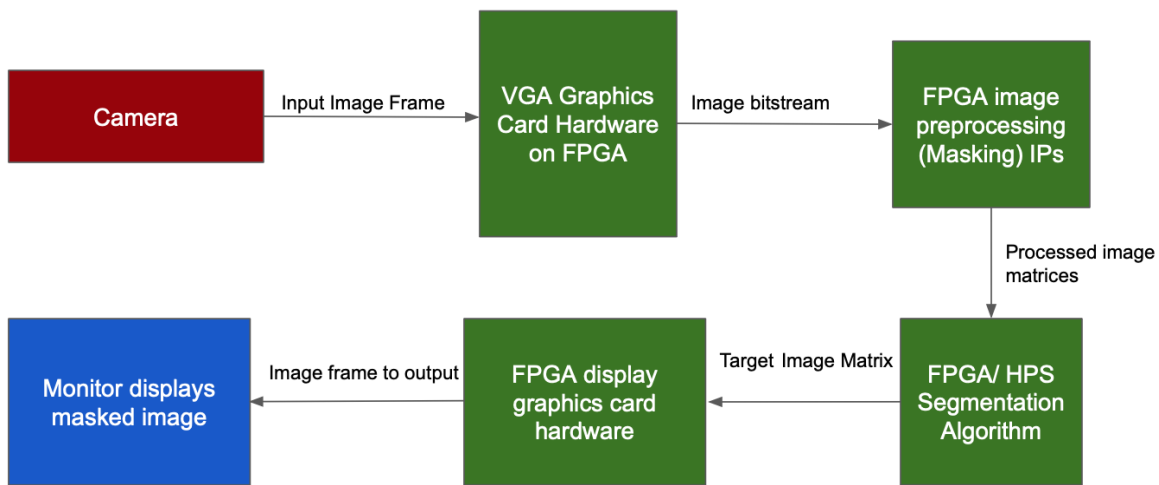 Camera
Input Image Frame
VGA Graphics
Card Hardware
on FPGA
Image bitstream
FPGA image
preprocessing
(Masking) IPs
Processed image
matrices
FPGA/ HPS
Segmentation
Algorithm
Target Image Matrix
FPGA display
graphics card
hardware
Image frame to output
Monitor displays
masked image